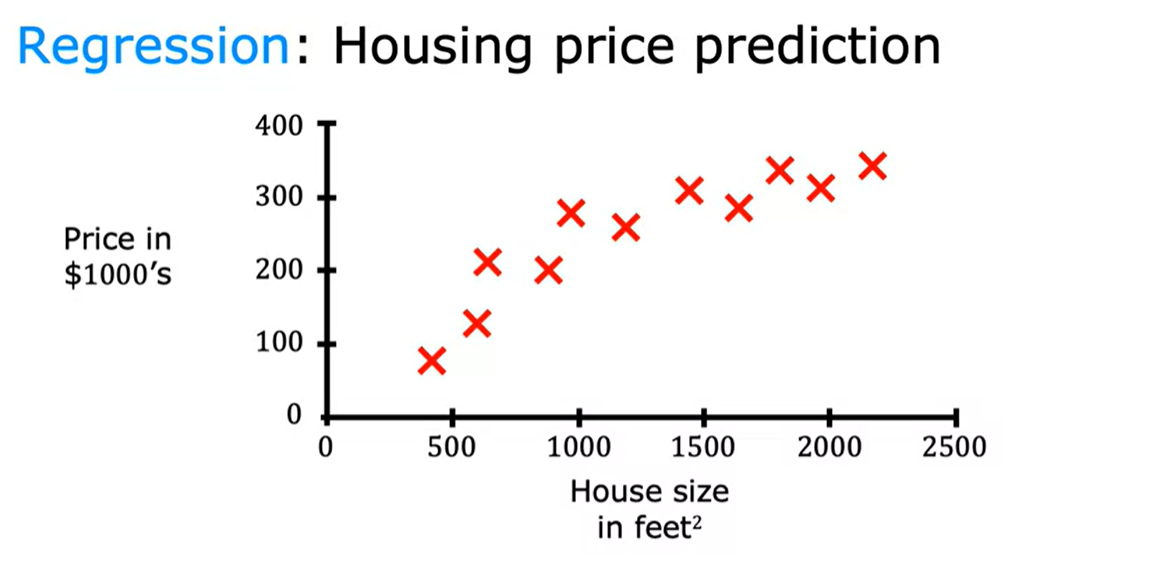 Regression: Housing price prediction
400
300
Price in
$1000’s
200
100
0
0 500 1000 1500 2000 2500
House size
in feet²